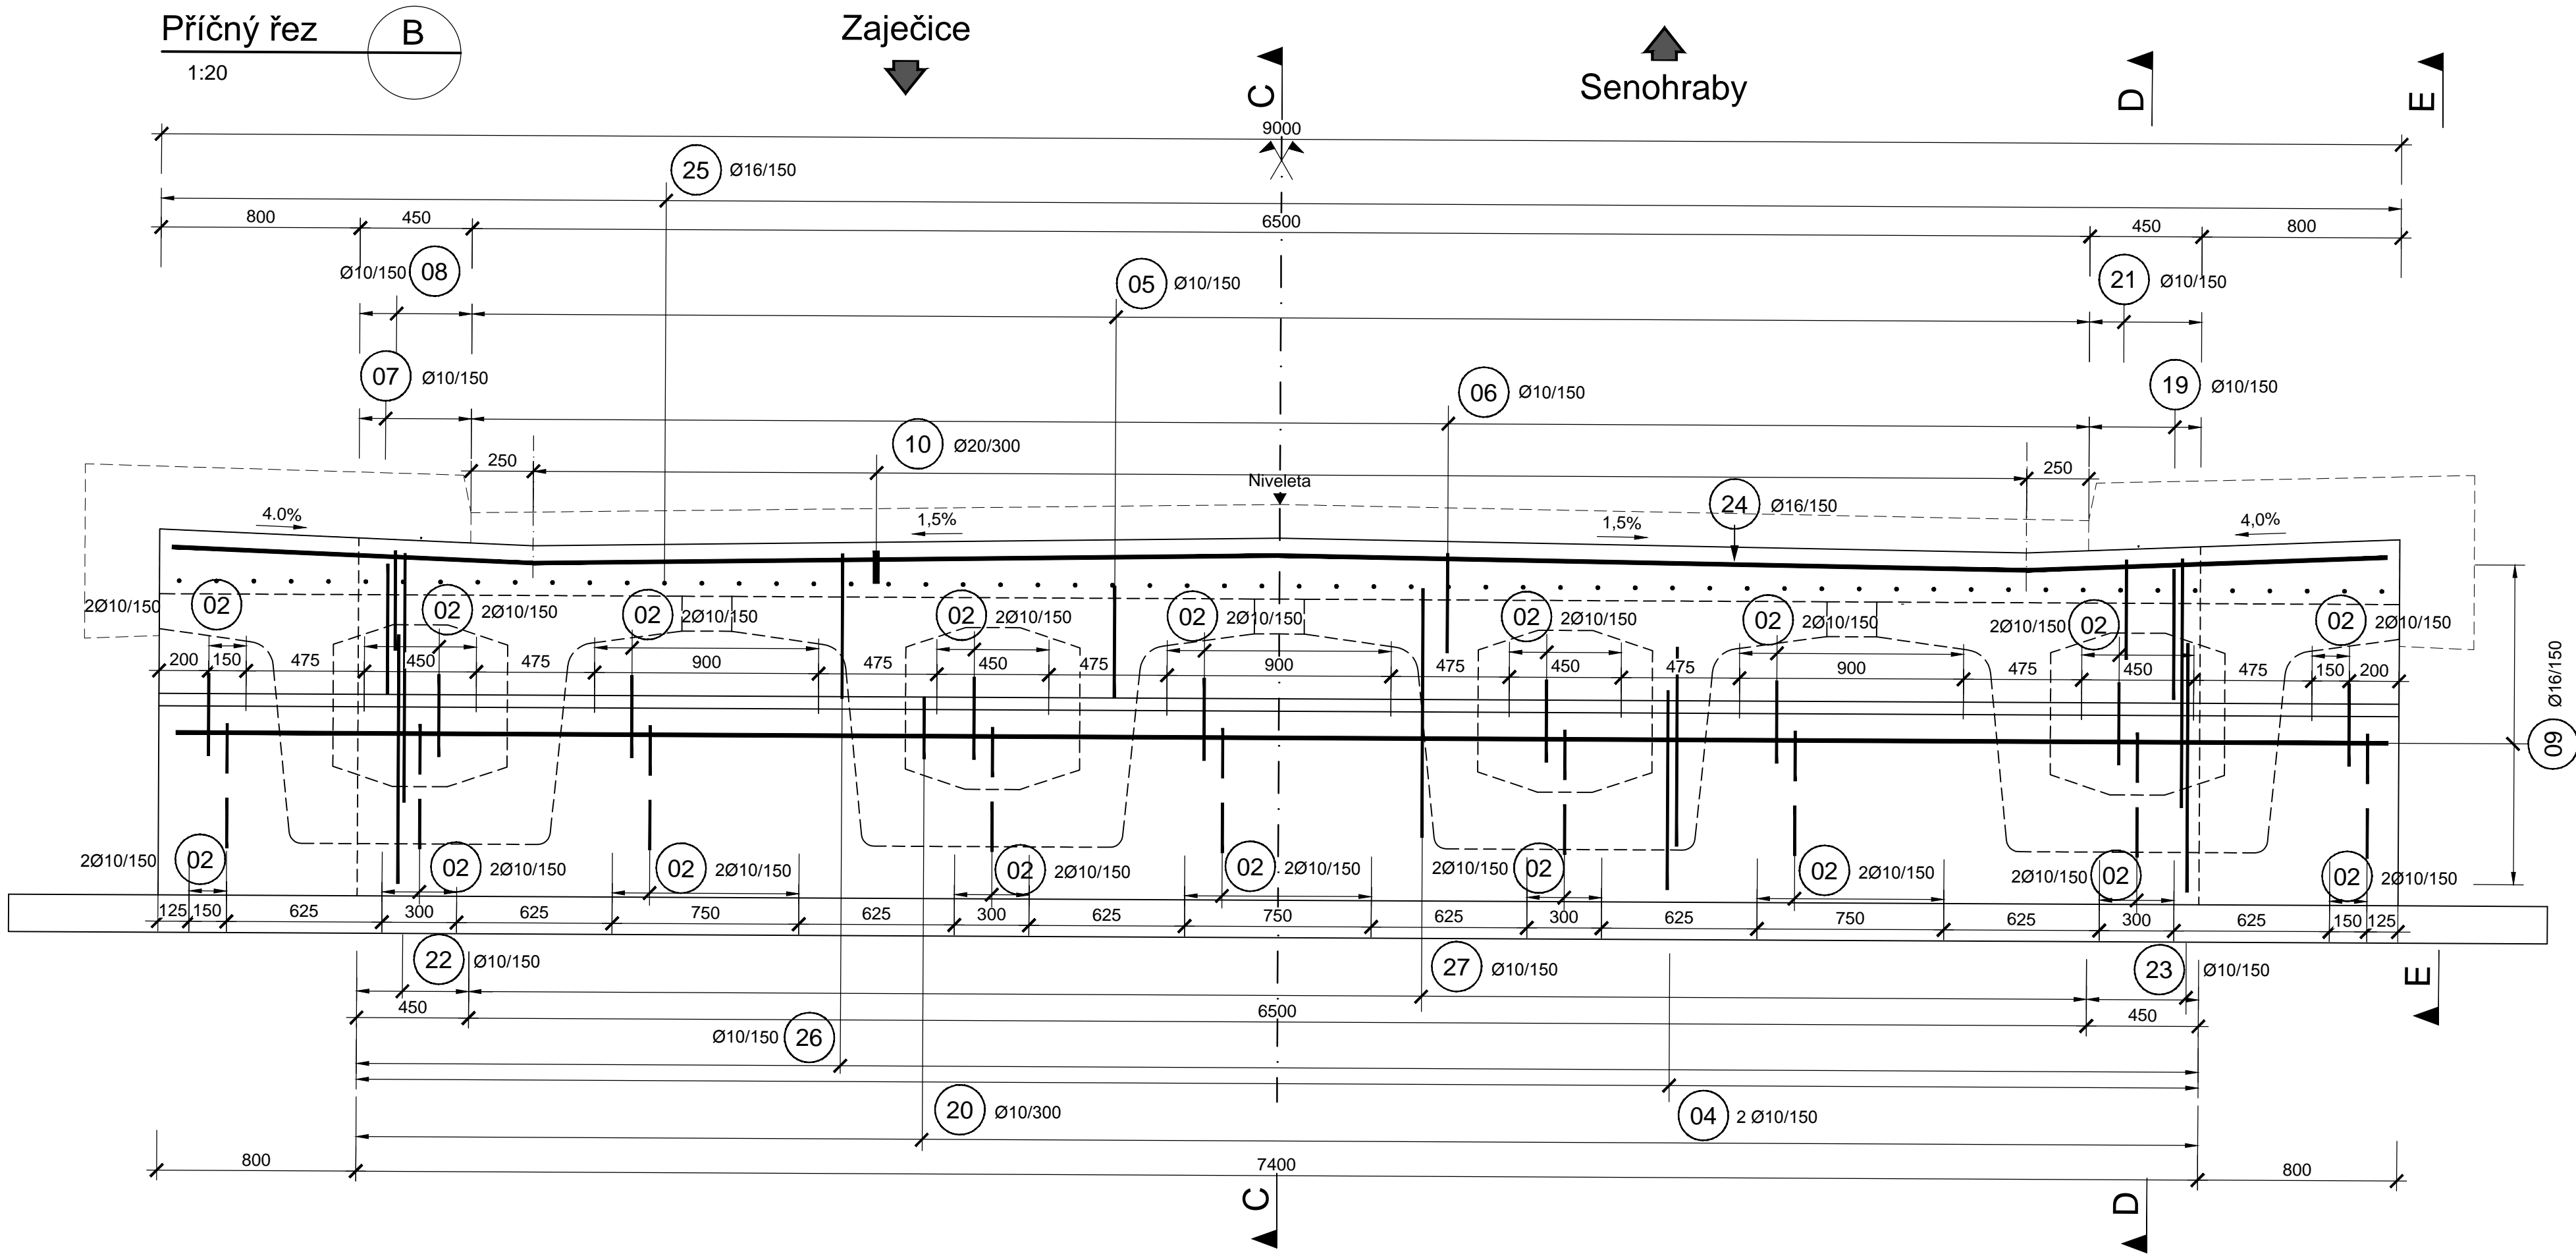 Příčný řez B
1:20
Zaječice
Senohraby
C
D
E
9000
25 Ø16/150
800 450 6500 450 800
Ø10/150 08
05 Ø10/150
21 Ø10/150
07 Ø10/150
06 Ø10/150
19 Ø10/150
10 Ø20/300
250
250
Niveleta
24 Ø16/150
4.0%
1,5%
1,5%
4,0%
2Ø10/150 02
02 2Ø10/150
02 2Ø10/150
02 2Ø10/150
02 2Ø10/150
02 2Ø10/150
02 2Ø10/150
2Ø10/150 02
02 2Ø10/150
200 150 475 450 475 900 475 450 475 900 475 450 475 900 475 450 475 150 200
09 Ø16/150
2Ø10/150 02
02 2Ø10/150
02 2Ø10/150
02 2Ø10/150
02 2Ø10/150
2Ø10/150 02
02 2Ø10/150
2Ø10/150 02
02 2Ø10/150
125 150 625 300 625 750 625 300 625 750 625 300 625 750 625 300 625 150 125
22 Ø10/150
27 Ø10/150
23 Ø10/150
E
450 6500 450
Ø10/150 26
20 Ø10/300
04 2 Ø10/150
800 7400 800
C
D